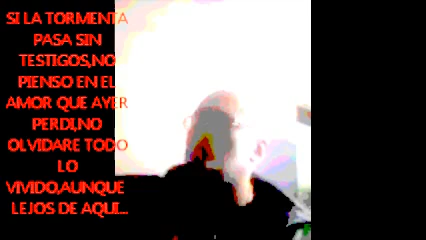 SI LA TORMENTA
PASA SIN
TESTIGOS,NO
PIENSO EN EL
AMOR QUE AYER
PERDI,NO
OLVIDARE TODO
LO
VIVIDO,AUNQUE
LEJOS DE AQUI...